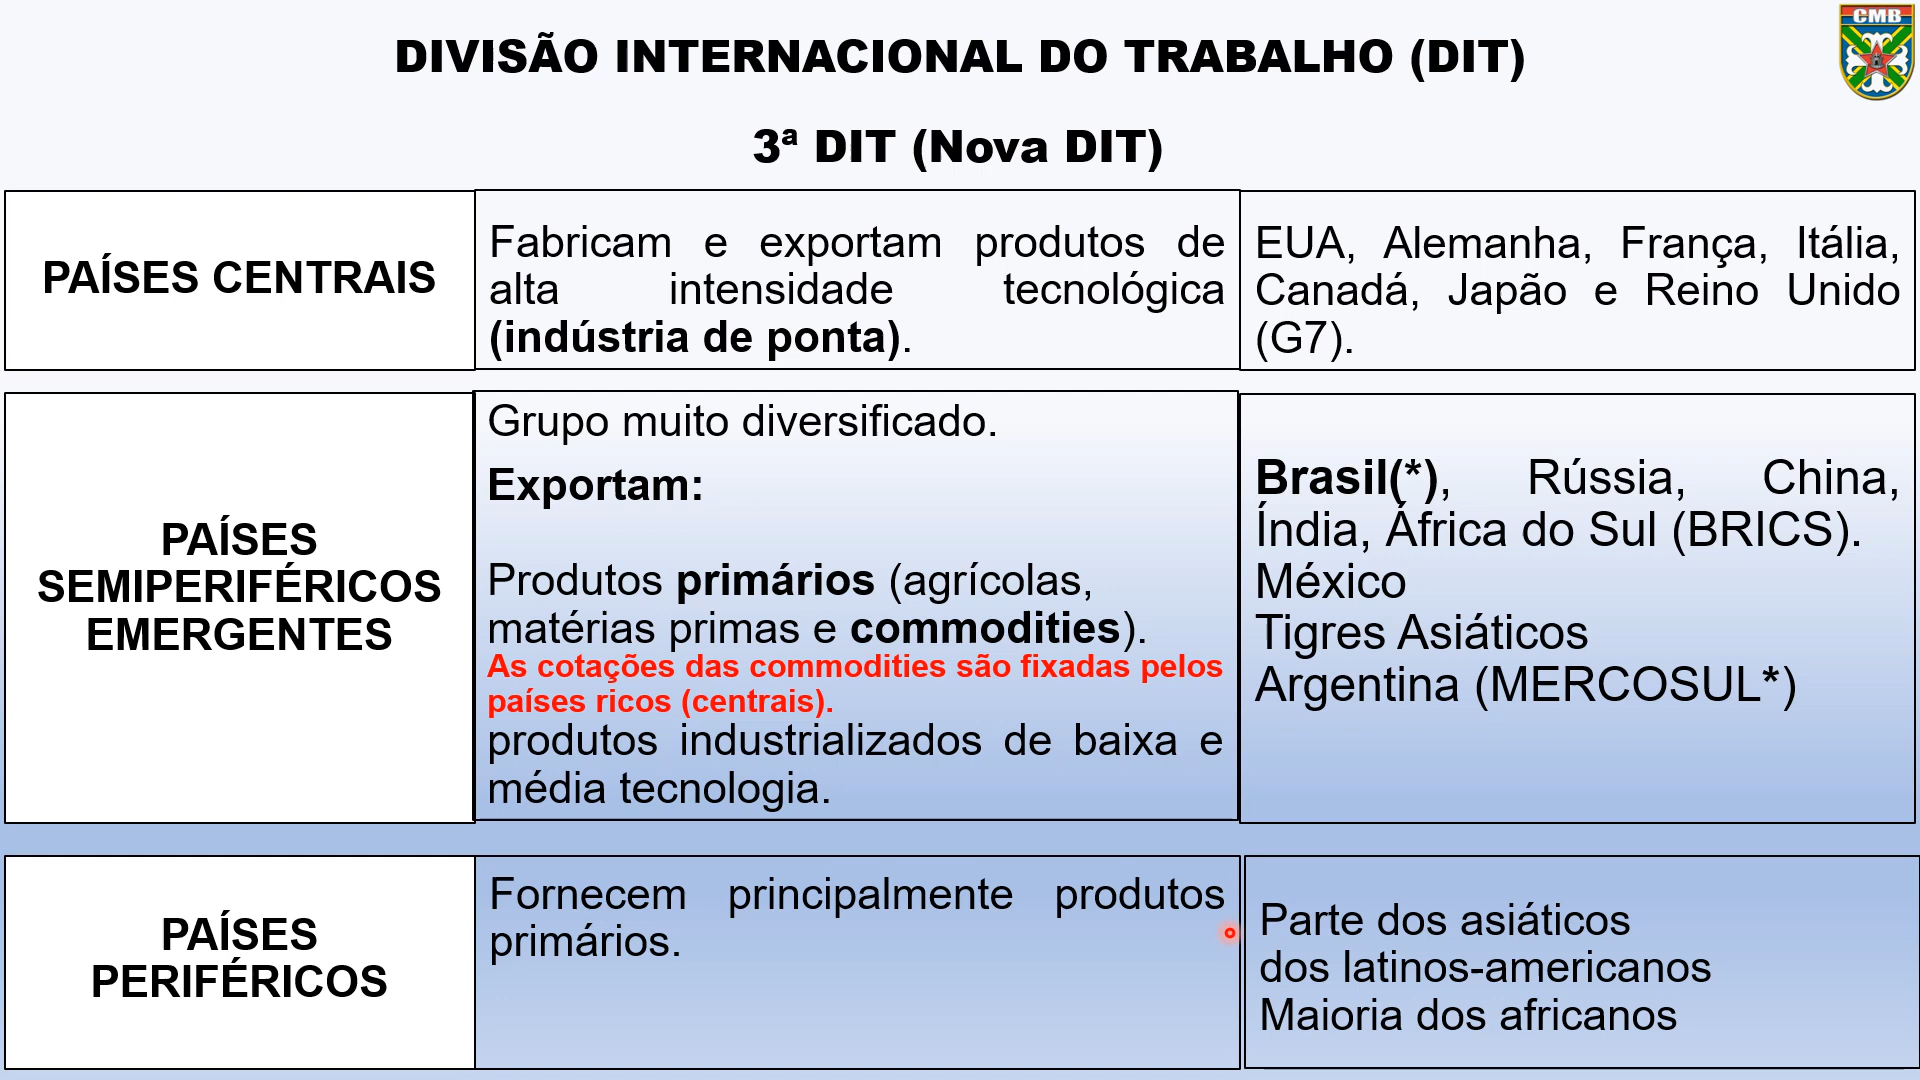 CMB
DIVISÃO INTERNACIONAL DO TRABALHO (DIT)
3ª DIT (Nova DIT)
PAÍSES CENTRAIS
Fabricam e exportam produtos de
alta intensidade tecnológica
(indústria de ponta).
EUA, Alemanha, França, Itália,
Canadá, Japão e Reino Unido
(G7).
PAÍSES
SEMIPERIFÉRICOS
EMERGENTES
Grupo muito diversificado.
Exportam:
Produtos primários (agrícolas,
matérias primas e commodities).
As cotações das commodities são fixadas pelos
países ricos (centrais).
produtos industrializados de baixa e
média tecnologia.
Brasil(*), Rússia, China,
Índia, África do Sul (BRICS).
México
Tigres Asiáticos
Argentina (MERCOSUL*)
PAÍSES
PERIFÉRICOS
Fornecem principalmente produtos
primários.
Parte dos asiáticos
dos latinos-americanos
Maioria dos africanos